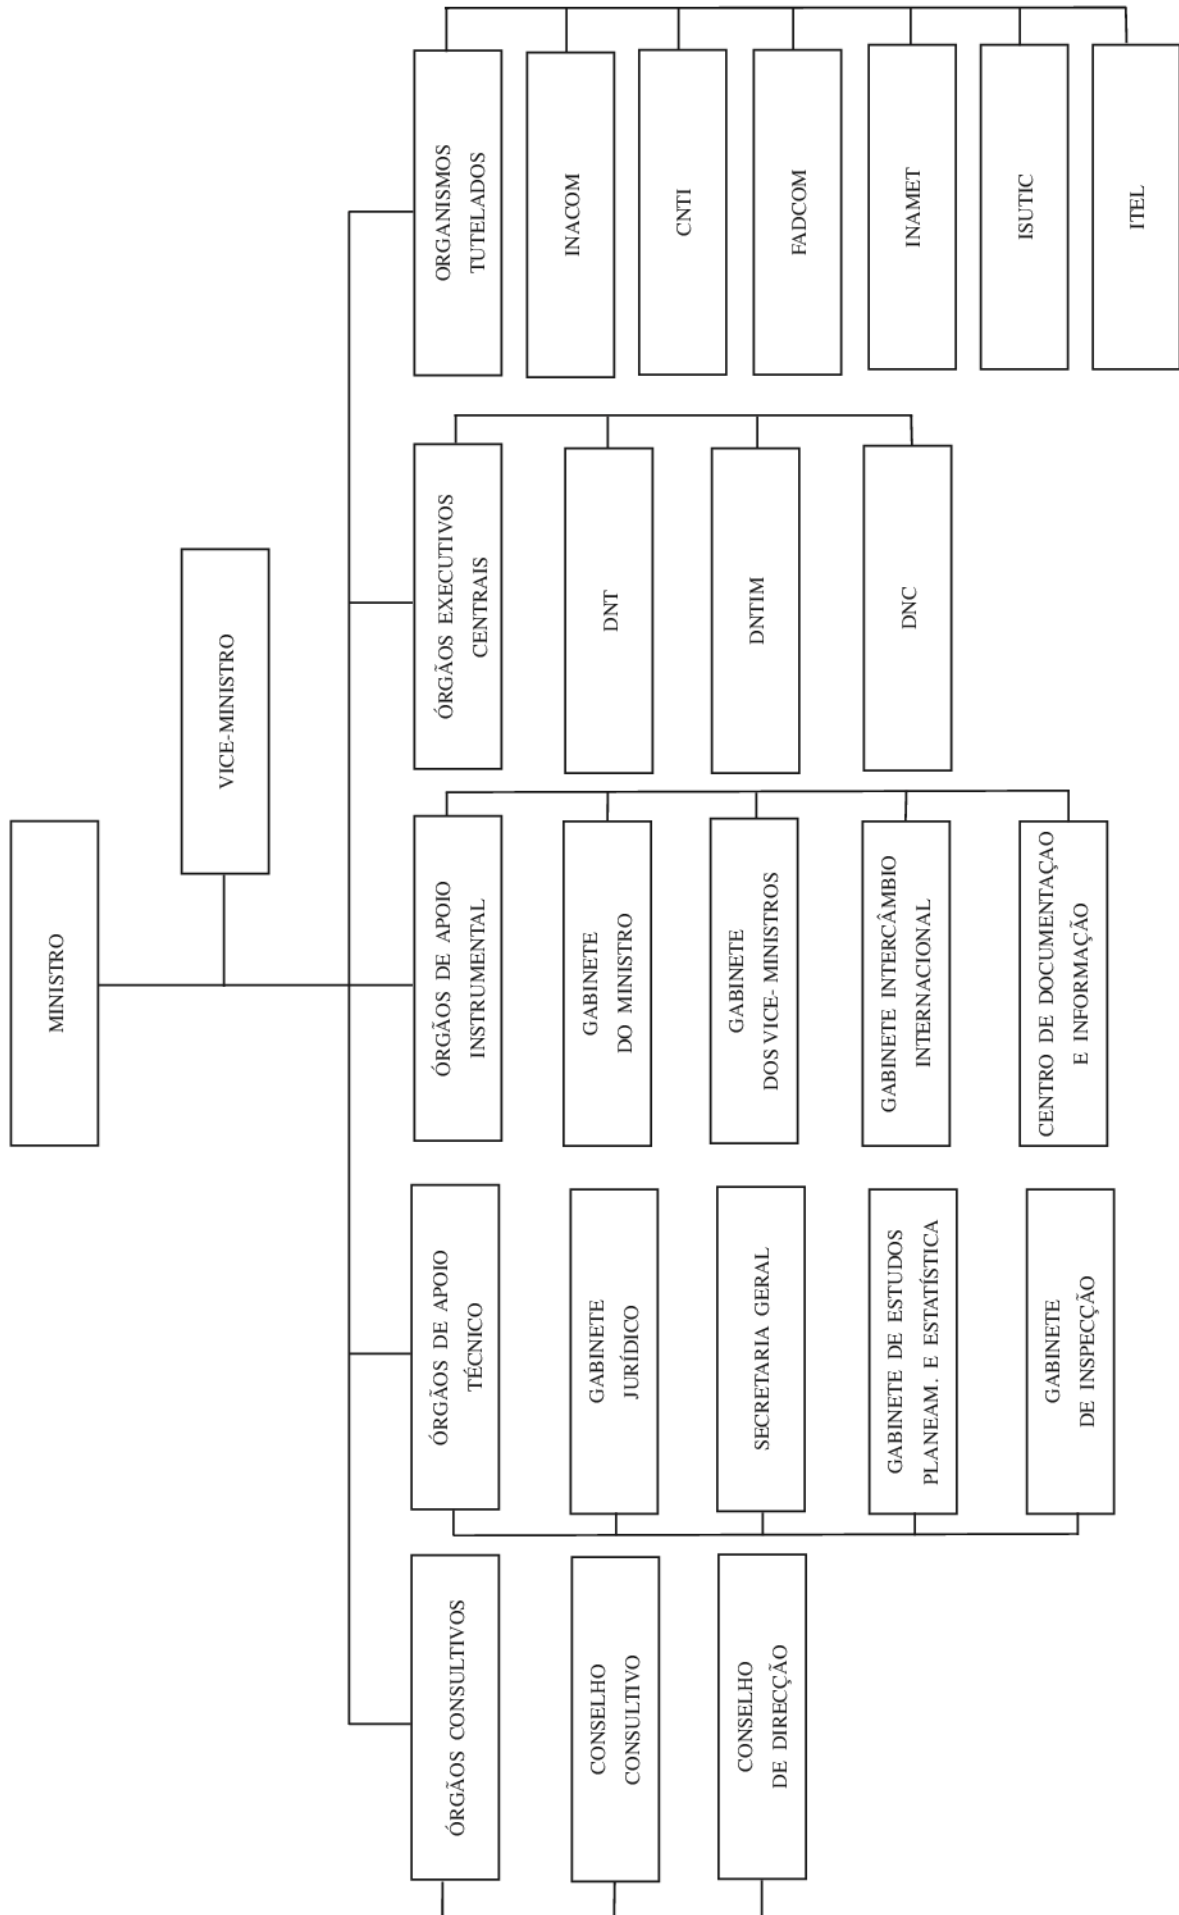 MINISTRO
VICE-MINISTRO
ÓRGÃOS CONSULTIVOS
CONSELHO
CONSULTIVO
CONSELHO
DE DIRECÇÃO
ÓRGÃOS DE APOIO
TÉCNICO
GABINETE
JURÍDICO
SECRETARIA GERAL
GABINETE DE ESTUDOS
PLANEAM. E ESTATÍSTICA
GABINETE
DE INSPECÇÃO
ÓRGÃOS DE APOIO
INSTRUMENTAL
GABINETE
DO MINISTRO
GABINETE
DOS VICE- MINISTROS
GABINETE INTERCÂMBIO
INTERNACIONAL
CENTRO DE DOCUMENTAÇAO
E INFORMAÇÃO
ÓRGÃOS EXECUTIVOS
CENTRAIS
DNT
DNTIM
DNC
ORGANISMOS
TUTELADOS
INACOM
CNTI
FADCOM
INAMET
ISUTIC
ITEL